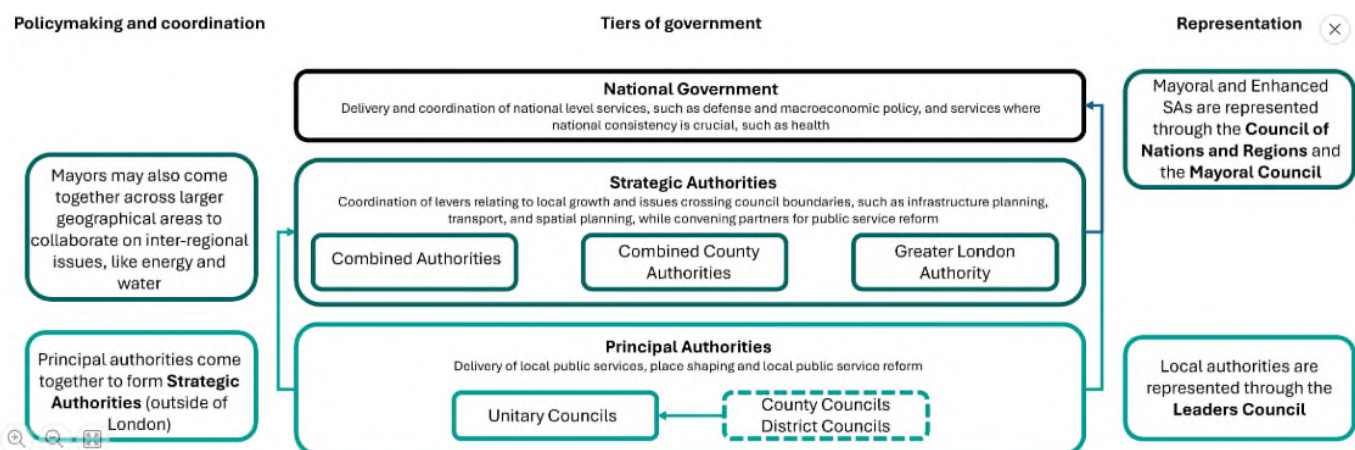 Policymaking and coordination
Tiers of government
Representation
National Government
Delivery and coordination of national level services, such as defense and macroeconomic policy, and services where
national consistency is crucial, such as health
Mayoral and Enhanced
SAs are represented
through the Council of
Nations and Regions and
the Mayoral Council
Mayors may also come
together across larger
geographical areas to
collaborate on inter-regional
issues, like energy and
water
Strategic Authorities
Coordination of levers relating to local growth and issues crossing council boundaries, such as infrastructure planning,
transport, and spatial planning, while convening partners for public service reform
Combined Authorities
Combined County
Authorities
Greater London
Authority
Principal authorities come
together to form Strategic
Authorities (outside of
London)
Principal Authorities
Delivery of local public services, place shaping and local public service reform
Unitary Councils
County Councils
District Councils
Local authorities are
represented through the
Leaders Council